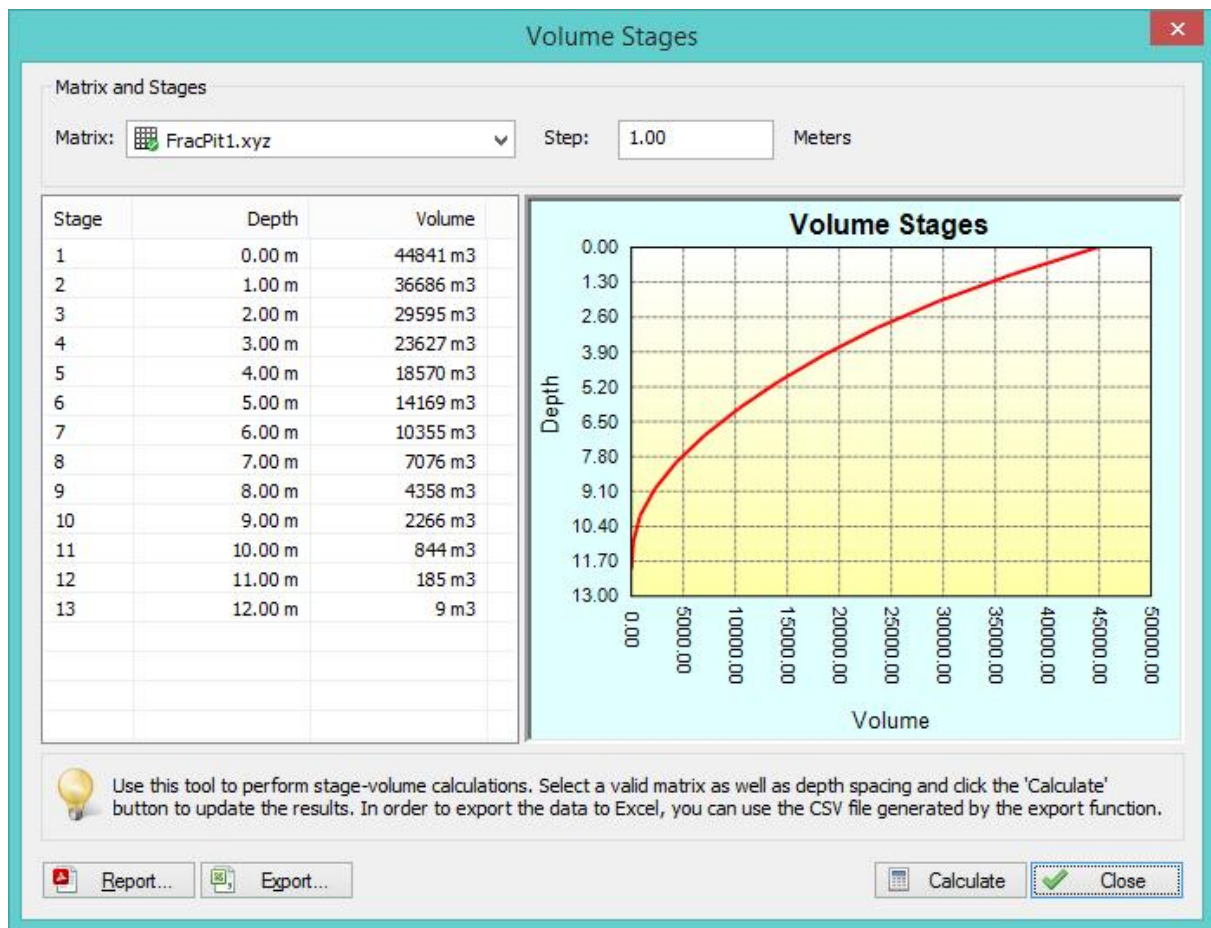 Volume Stages
Matrix and Stages
Matrix: FracPit1.xyz Step: 1.00 Meters
Stage Depth Volume
1 0.00 m 44841 m3
2 1.00 m 36686 m3
3 2.00 m 29595 m3
4 3.00 m 23627 m3
5 4.00 m 18570 m3
6 5.00 m 14169 m3
7 6.00 m 10355 m3
8 7.00 m 7076 m3
9 8.00 m 4358 m3
10 9.00 m 2266 m3
11 10.00 m 844 m3
12 11.00 m 185 m3
13 12.00 m 9 m3
Volume Stages
0.00
1.30
2.60
3.90
5.20
6.50
7.80
9.10
10.40
11.70
13.00
Depth
0.00 5000.00 10000.00 15000.00 20000.00 25000.00 30000.00 35000.00 40000.00 45000.00 50000.00
Volume
Use this tool to perform stage-volume calculations. Select a valid matrix as well as depth spacing and click the 'Calculate'
button to update the results. In order to export the data to Excel, you can use the CSV file generated by the export function.
Report... Export... Calculate Close